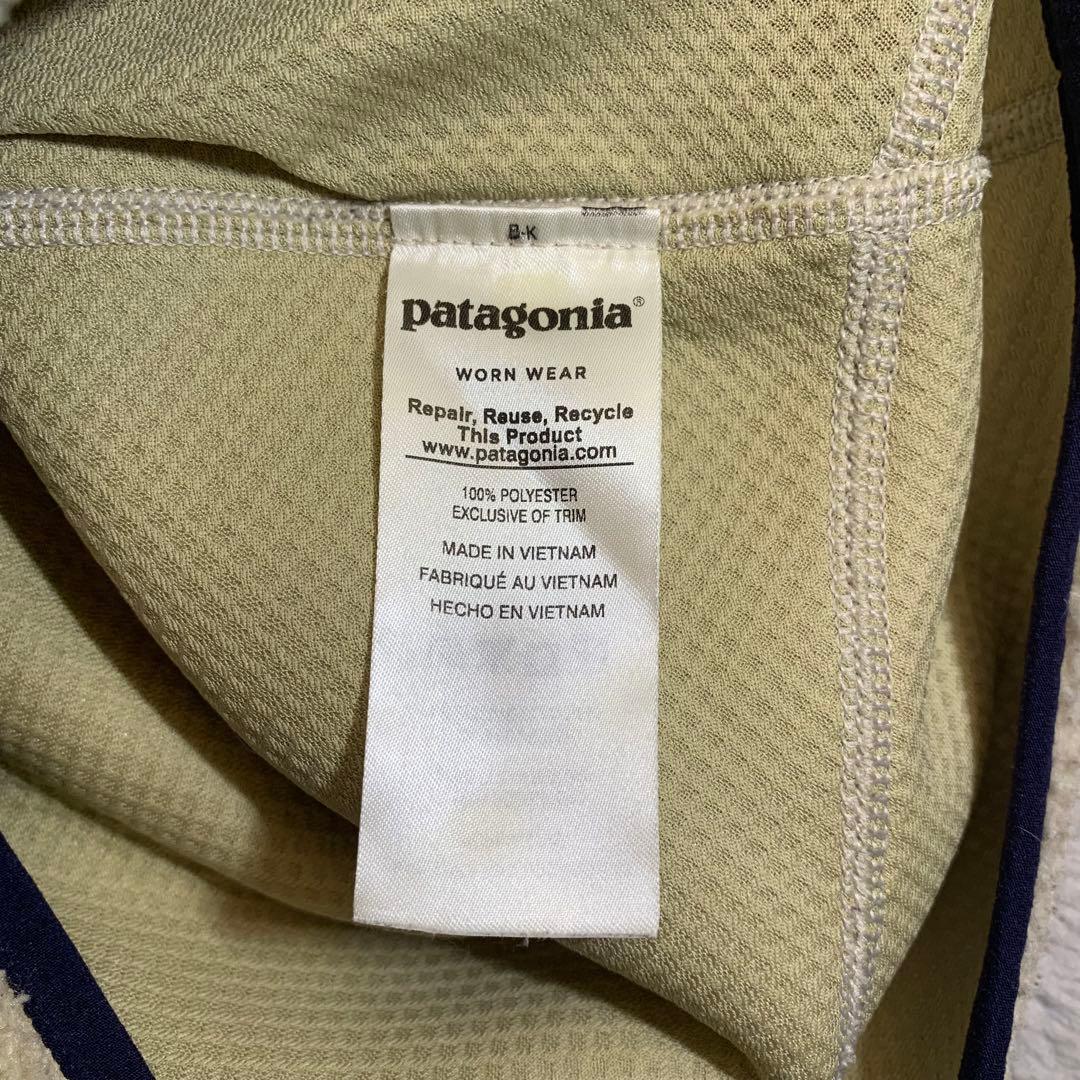 patagonia®
WORN WEAR
Repair, Reuse, Recycle
This Product
www.patagonia.com
100% POLYESTER
EXCLUSIVE OF TRIM
MADE IN VIETNAM
FABRIQUÉ AU VIETNAM
HECHO EN VIETNAM